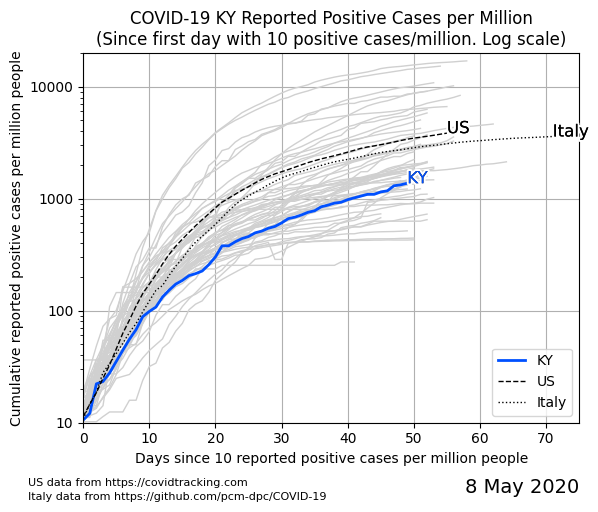 COVID-19 KY Reported Positive Cases per Million
(Since first day with 10 positive cases/million. Log scale)
Cumulative reported positive cases per million people
10000
1000
100
10
US
Italy
KY
KY
US
Italy
0 10 20 30 40 50 60 70
Days since 10 reported positive cases per million people
US data from https://covidtracking.com
Italy data from https://github.com/pcm-dpc/COVID-19
8 May 2020